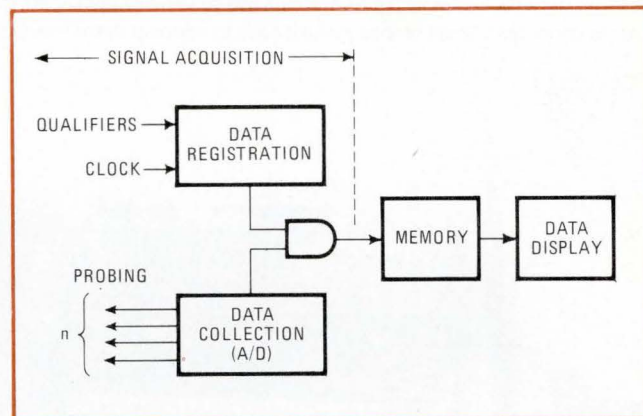 SIGNAL ACQUISITION
QUALIFIERS
DATA
REGISTRATION
CLOCK
MEMORY
DATA
DISPLAY
PROBING
n
DATA
COLLECTION
(A/D)